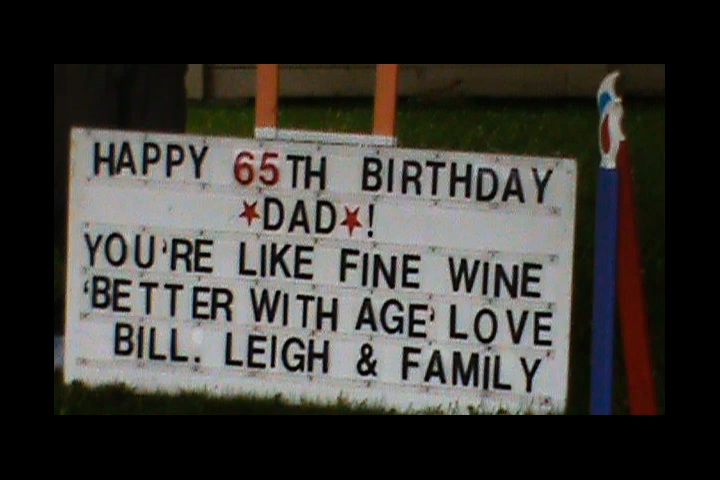 HAPPY 65TH BIRTHDAY
★DAD★!
YOU'RE LIKE FINE WINE
'BETTER WITH AGE' LOVE
BILL. LEIGH & FAMILY